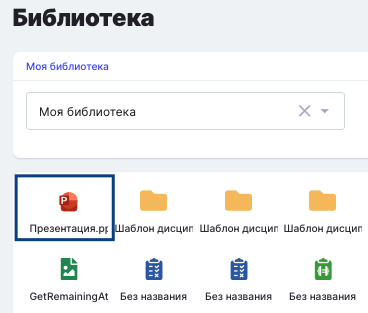 Библиотека
Моя библиотека
Моя библиотека
Презентация.pp Шаблон дисцип Шаблон дисцип Шаблон дисцип
GetRemainingAt Без названия Без названия Без названия